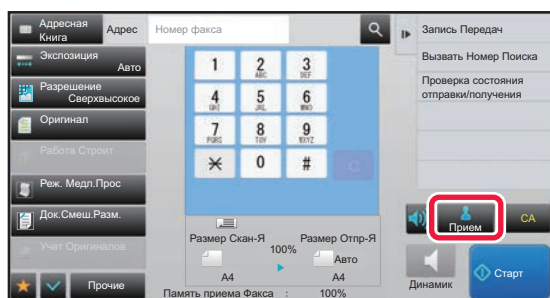 Адресная
Книга
Адрес
Номер факса
Запись Передач
Экспозиция
Авто
Вызвать Номер Поиска
Разрешение
Сверхвысокое
Проверка состояния
отправки/получения
Оригинал
Работа Строит
Реж. Медл.Прос
Док.Смеш.Разм.
Учет Оригиналов
Прочие
1
2
ABC
3
DEF
4
GHI
5
JKL
6
MNO
7
PQRS
8
TUV
9
WXYZ
0
#
C
Размер Скан-Я
100%
Размер Отпр-Я
Авто
A4
A4
Память приема Факса : 100%
Прием
CA
Динамик
Старт